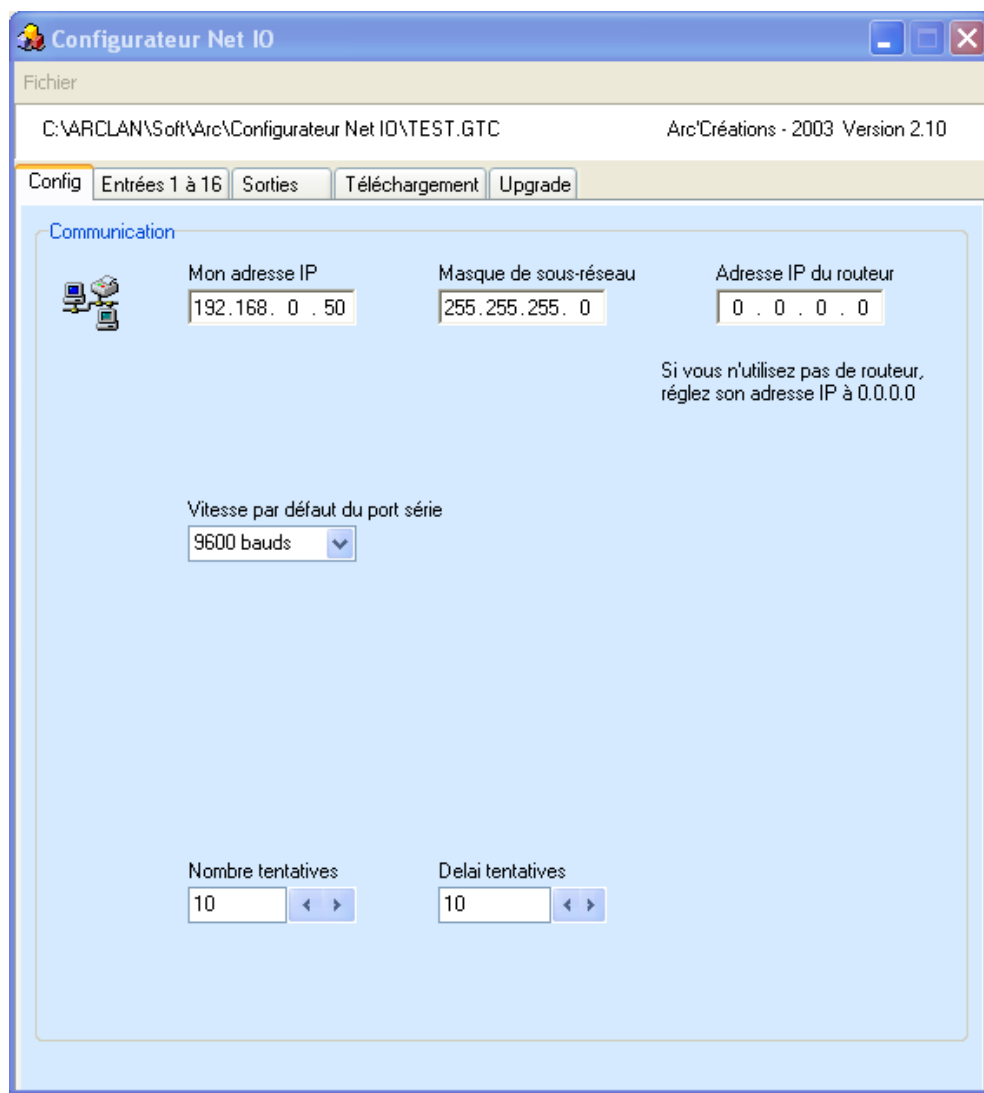 Configurateur Net IO
Fichier
C:\ARCLAN\Soft\Arc\Configurateur Net IO\TEST.GTC Arc'Créations - 2003 Version 2.10
Config Entrées 1 à 16 Sorties Téléchargement Upgrade
Communication
Mon adresse IP Masque de sous-réseau Adresse IP du routeur
192.168. 0 . 50 255.255.255. 0 0 . 0 . 0 . 0
Si vous n'utilisez pas de routeur,
réglez son adresse IP à 0.0.0.0
Vitesse par défaut du port série
9600 bauds
Nombre tentatives Delai tentatives
10 10